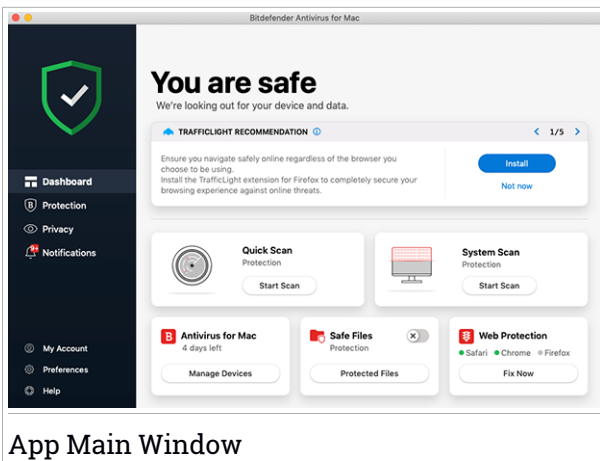 Bitdefender Antivirus for Mac
You are safe
We're looking out for your device and data.
TRAFFICLIGHT RECOMMENDATION
1/5
Ensure you navigate safely online regardless of the browser you
choose to be using.
Install the TrafficLight extension for Firefox to completely secure your
browsing experience against online threats.
Install
Not now
Dashboard
Protection
Privacy
9+
Notifications
My Account
Preferences
Help
Quick Scan
Protection
Start Scan
System Scan
Protection
Start Scan
B Antivirus for Mac
4 days left
Manage Devices
Safe Files
Protection
Protected Files
Web Protection
Safari Chrome Firefox
Fix Now
App Main Window